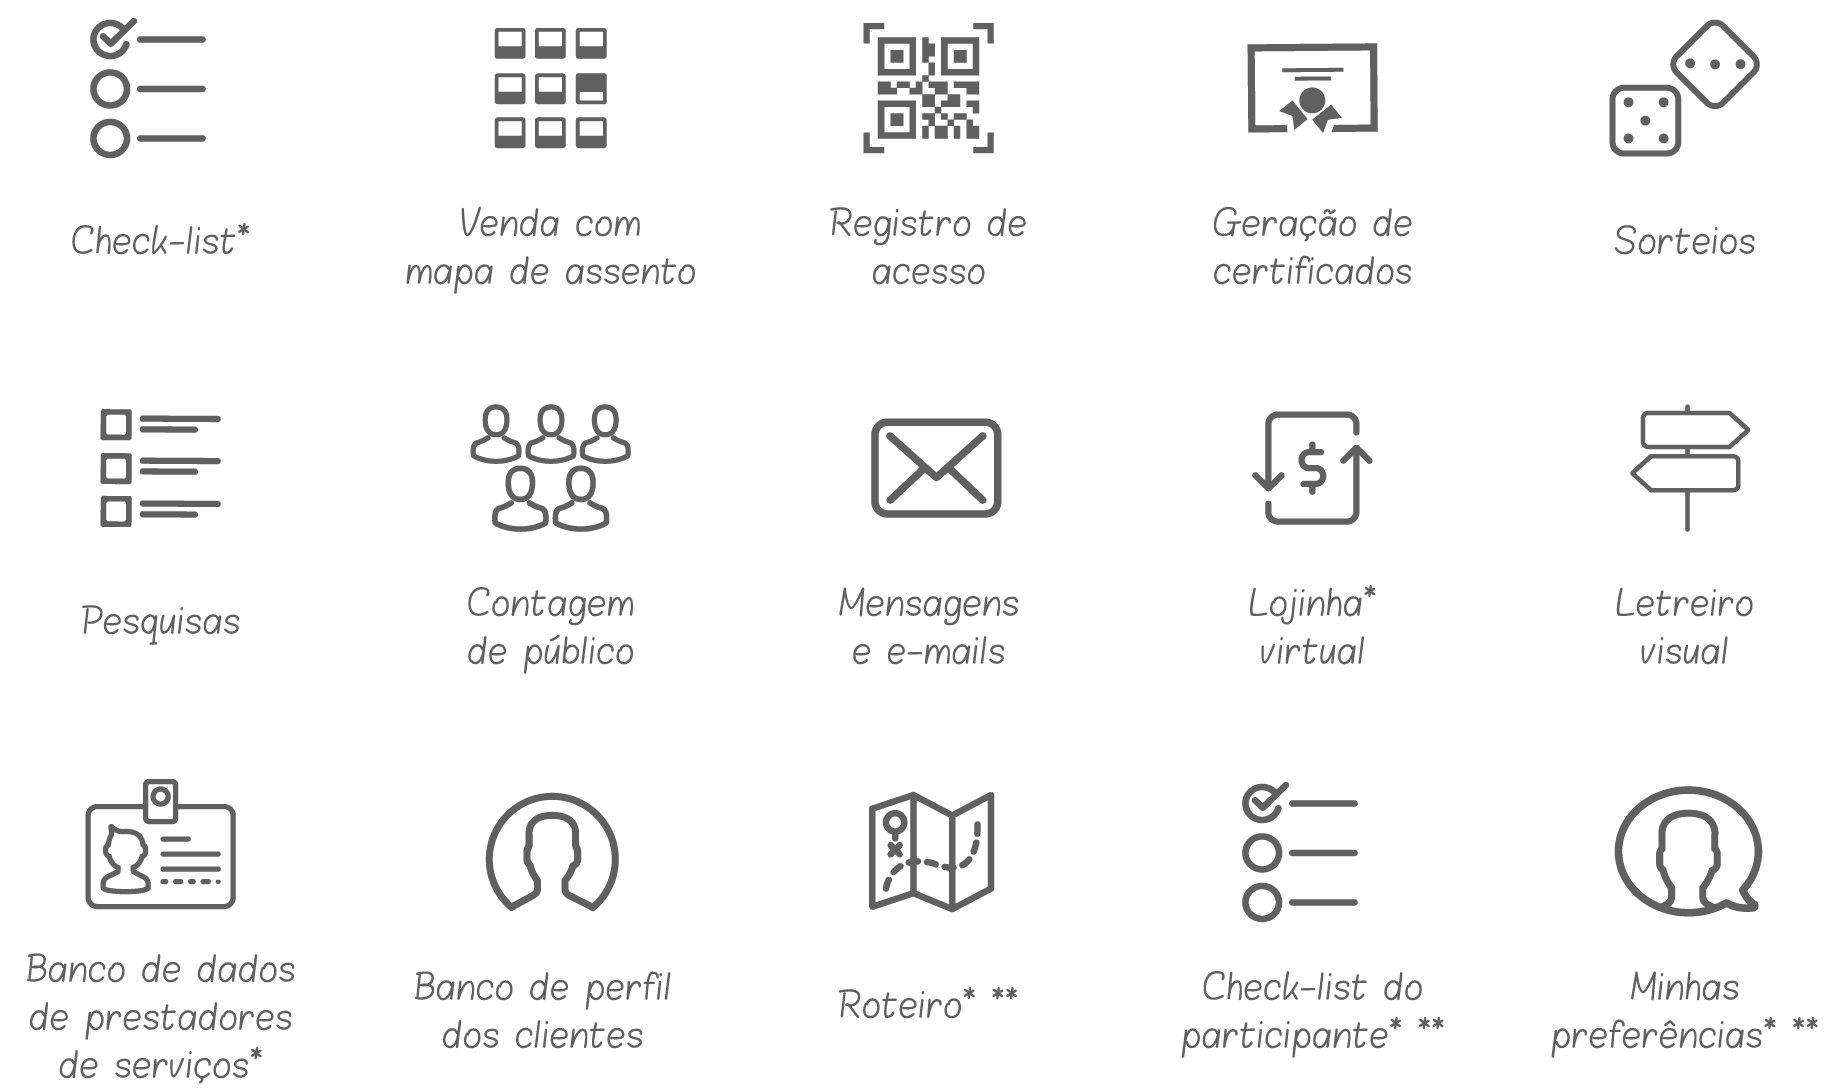 Check-list*
Venda com
mapa de assento
Registro de
acesso
Geração de
certificados
Sorteios
Pesquisas
Contagem
de público
Mensagens
e e-mails
Lojinha*
virtual
Letreiro
visual
Banco de dados
de prestadores
de serviços*
Banco de perfil
dos clientes
Roteiro* **
Check-list do
participante* **
Minhas
preferências* **